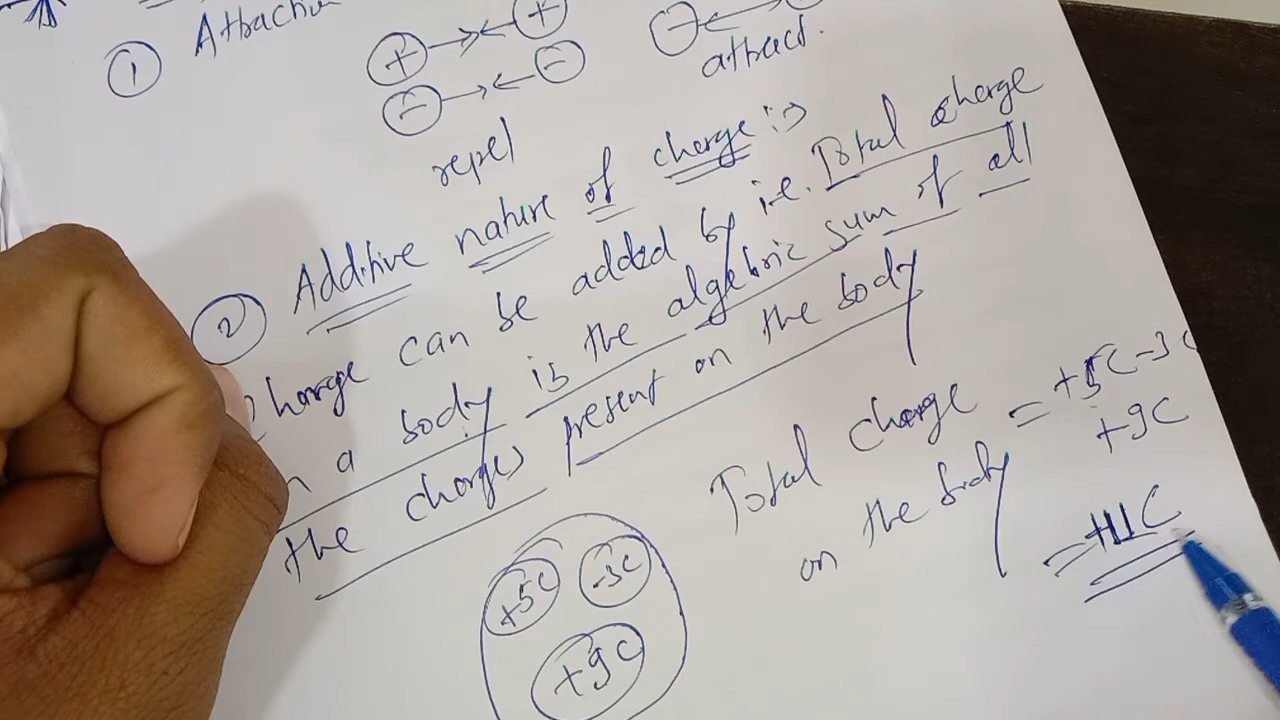 ① Attraction
+ +
- -
repel
-
attract.
② Additive nature of charge :→
Charge can be added by i.e. Total charge
n a body is the algebric sum of all
the charges present on the body
+5C -3C
+9C
Total charge
on the body
= +5C-3C
+9C
= +11C